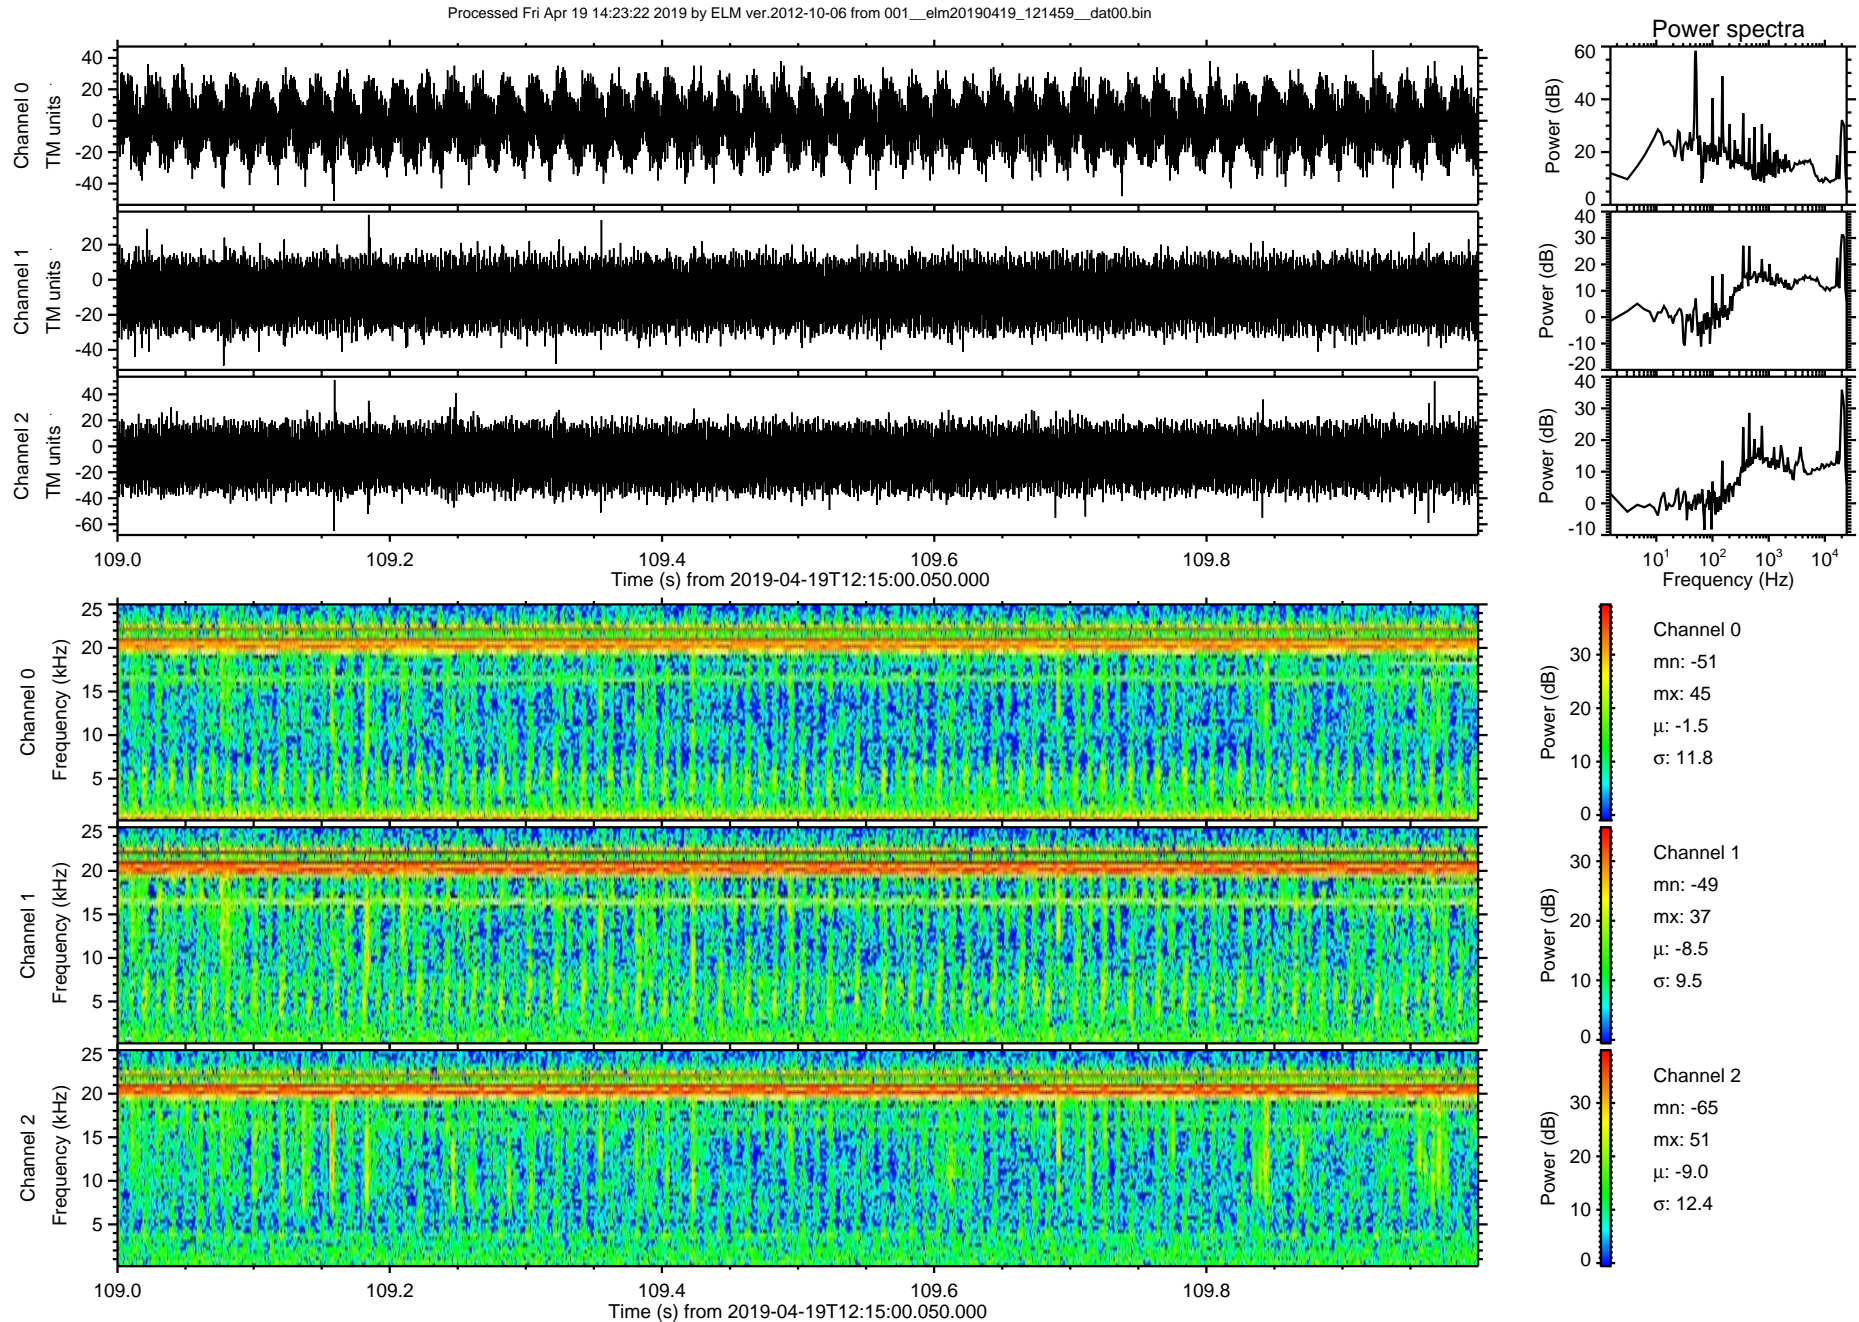 Processed Fri Apr 19 14:23:22 2019 by ELM ver.2012-10-06 from 001__elm20190419_121459__dat00.bin
Power spectra
Channel 0
TM units
40
20
0
-20
-40
Power (dB)
60
40
20
0
Channel 1
TM units
20
0
-20
-40
Power (dB)
40
30
20
10
0
-10
-20
Channel 2
TM units
40
20
0
-20
-40
-60
Power (dB)
40
30
20
10
0
-10
109.0 109.2 109.4 109.6 109.8
Time (s) from 2019-04-19T12:15:00.050.000
10^1 10^2 10^3 10^4
Frequency (Hz)
Channel 0
Frequency (kHz)
25
20
15
10
5
Power (dB)
30
20
10
0
Channel 0
mn: -51
mx: 45
μ: -1.5
σ: 11.8
Channel 1
Frequency (kHz)
25
20
15
10
5
Power (dB)
30
20
10
0
Channel 1
mn: -49
mx: 37
μ: -8.5
σ: 9.5
Channel 2
Frequency (kHz)
25
20
15
10
5
Power (dB)
30
20
10
0
Channel 2
mn: -65
mx: 51
μ: -9.0
σ: 12.4
109.0 109.2 109.4 109.6 109.8
Time (s) from 2019-04-19T12:15:00.050.000